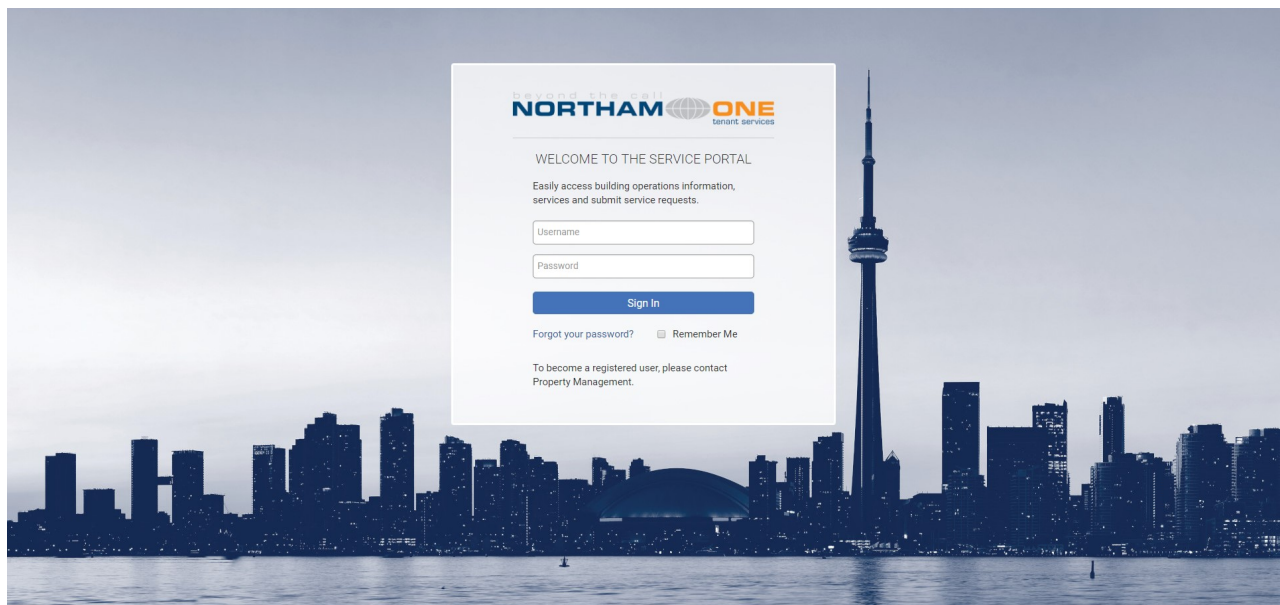 beyond the call
NORTHAM ONE
tenant services
WELCOME TO THE SERVICE PORTAL
Easily access building operations information,
services and submit service requests.
Username
Password
Sign In
Forgot your password? Remember Me
To become a registered user, please contact
Property Management.